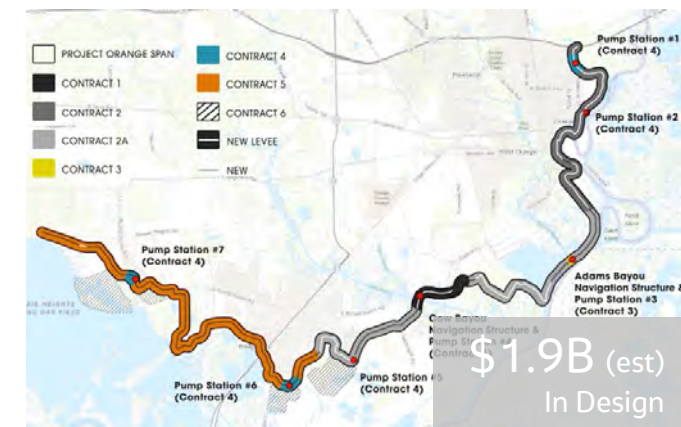 PROJECT ORANGE SPAN
CONTRACT 1
CONTRACT 2
CONTRACT 2A
CONTRACT 3
CONTRACT 4
CONTRACT 5
CONTRACT 6
NEW LEVEE
NEW
Pump Station #1
(Contract 4)
Pump Station #2
(Contract 4)
Adams Bayou
Navigation Structure &
Pump Station #3
(Contract 3)
Cow Bayou
Navigation Structure &
Pump Station
(Contract
Pump Station #5
(Contract 4)
Pump Station #6
(Contract 4)
Pump Station #7
(Contract 4)
$1.9B (est)
In Design